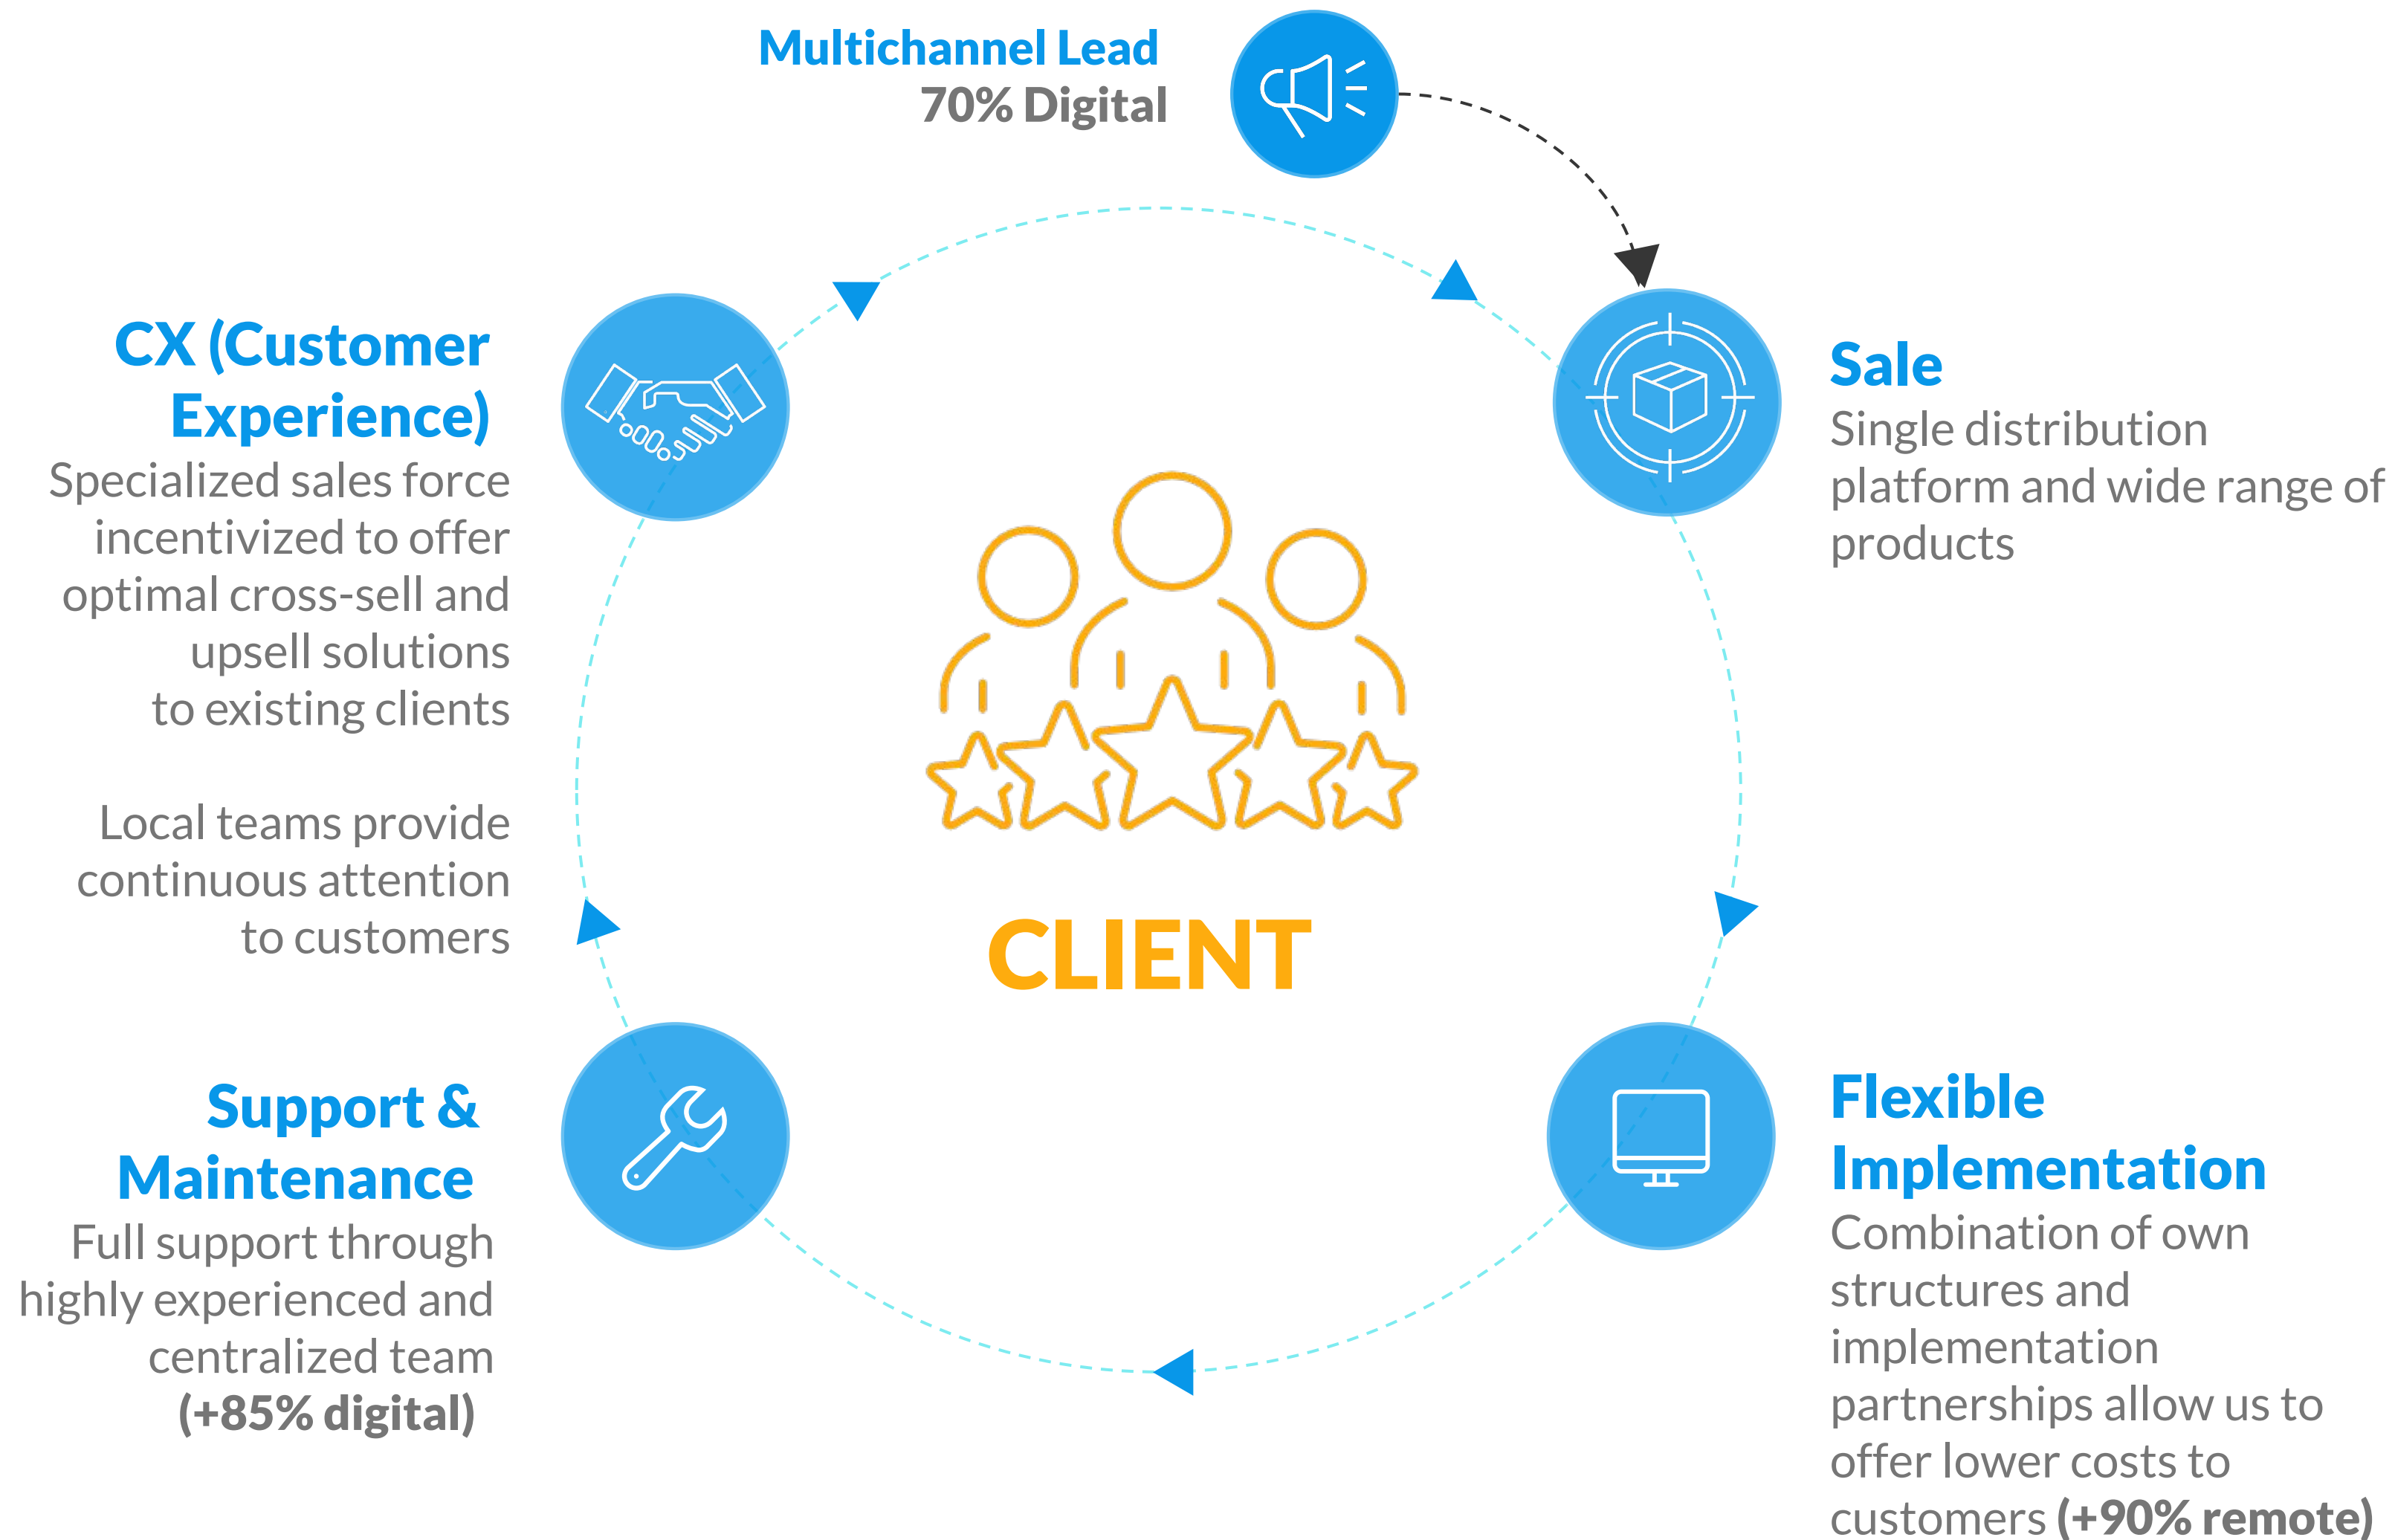 Multichannel Lead
70% Digital
CX (Customer
Experience)
Specialized sales force
incentivized to offer
optimal cross-sell and
upsell solutions
to existing clients
Local teams provide
continuous attention
to customers
Sale
Single distribution
platform and wide range of
products
CLIENT
Support &
Maintenance
Full support through
highly experienced and
centralized team
(+85% digital)
Flexible
Implementation
Combination of own
structures and
implementation
partnerships allow us to
offer lower costs to
customers (+90% remote)